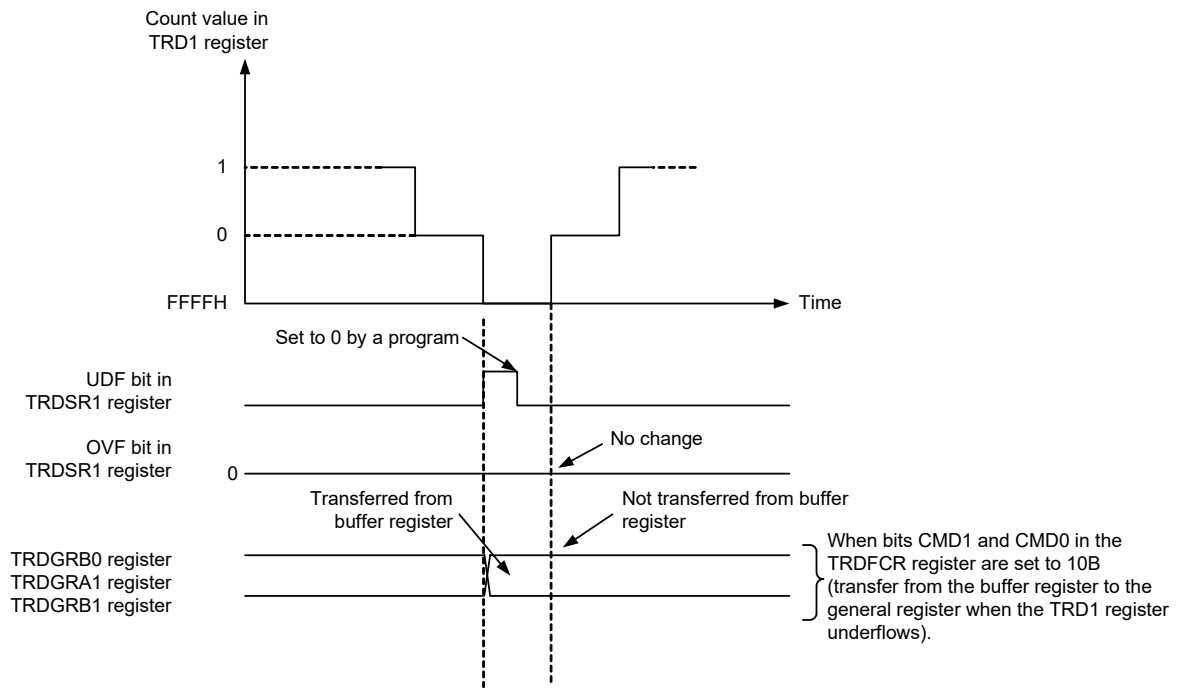 Count value in
TRD1 register
1
0
FFFFH
Time
Set to 0 by a program
UDF bit in
TRDSR1 register
OVF bit in
TRDSR1 register
0
No change
Transferred from
buffer register
Not transferred from buffer
register
TRDGRB0 register
TRDGRA1 register
TRDGRB1 register
When bits CMD1 and CMD0 in the
TRDFCR register are set to 10B
(transfer from the buffer register to the
general register when the TRD1 register
underflows).